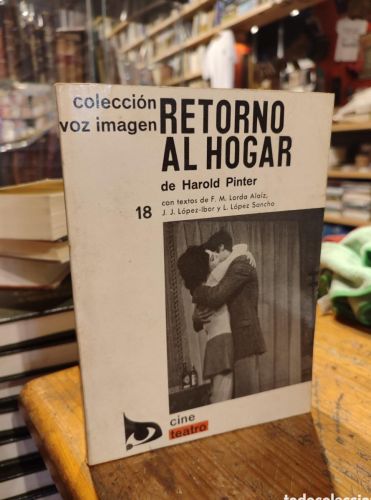 colección
voz imagen
RETORNO
AL HOGAR
de Harold Pinter
18
con textos de F. M. Lorda Alaiz,
J. J. López-Ibor y L. López Sancho
cine
teatro
todocoleccion